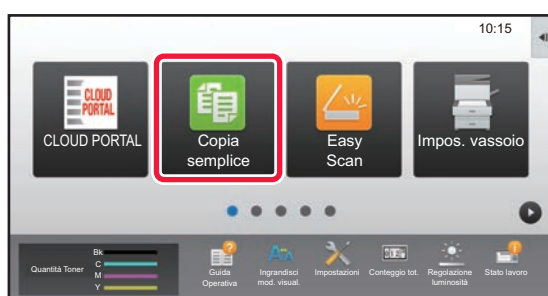 10:15
CLOUD
PORTAL
CLOUD PORTAL
Copia
semplice
Easy
Scan
Impos. vassoio
Quantità Toner
Bk
C
M
Y
Guida
Operativa
Ingrandisci
mod. visual.
Impostazioni
Conteggio tot.
Regolazione
luminosità
Stato lavoro